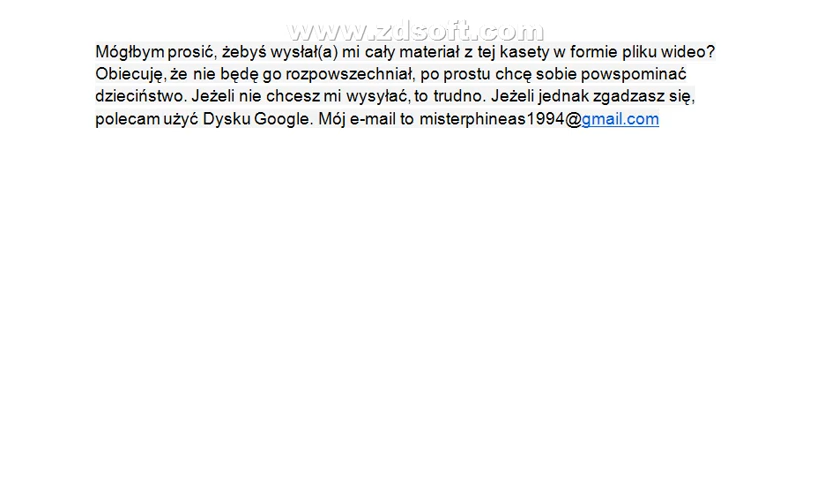 www.zdsoft.com
Mógłbym prosić, żebyś wysłał(a) mi cały materiał z tej kasety w formie pliku wideo?
Obiecuję, że nie będę go rozpowszechniał, po prostu chcę sobie powspominać
dzieciństwo. Jeżeli nie chcesz mi wysyłać, to trudno. Jeżeli jednak zgadzasz się,
polecam użyć Dysku Google. Mój e-mail to misterphineas1994@gmail.com